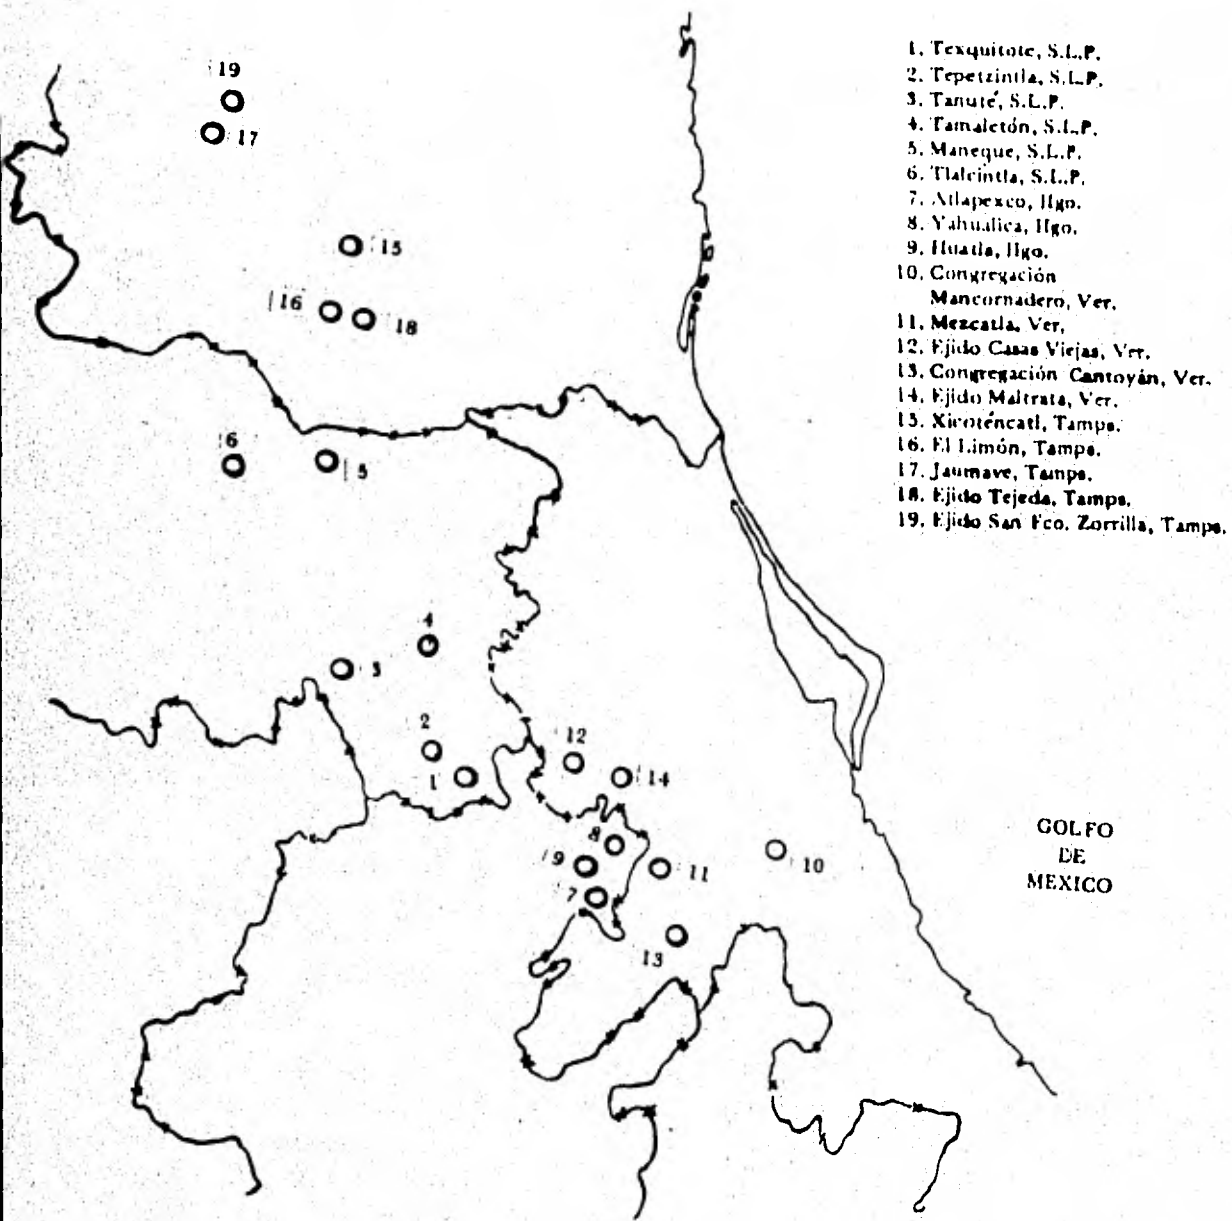 1. Texquitote, S.L.P.
2. Tepetzintla, S.L.P.
3. Tanuté, S.L.P.
4. Tamaletón, S.L.P.
5. Maneque, S.L.P.
6. Tlalcintla, S.L.P.
7. Atlapexco, Hgo.
8. Yahualica, Hgo.
9. Huatla, Hgo.
10. Congregación
Mancornadero, Ver.
11. Mezcatla, Ver.
12. Ejido Casas Viejas, Ver.
13. Congregación Cantoyán, Ver.
14. Ejido Maltrata, Ver.
15. Xicoténcatl, Tamps.
16. El Limón, Tamps.
17. Jaumave, Tamps.
18. Ejido Tejeda, Tamps.
19. Ejido San Fco. Zorrilla, Tamps.
19
17
15
16
18
6
5
4
3
2
1
12
14
8
9
11
10
7
13
GOLFO
DE
MEXICO